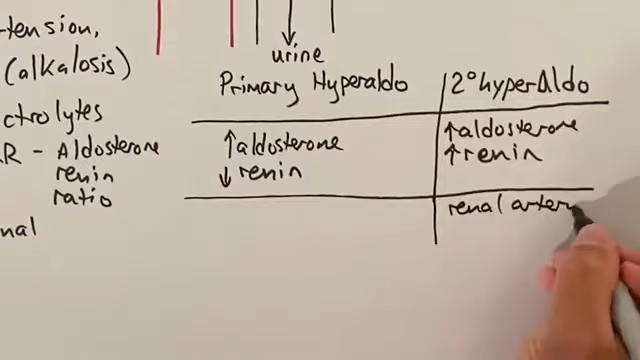 tension,
(alkalosis)
ctrolytes
R - Aldosterone
renin
ratio
nal
urine
Primary Hyperaldo
2° hyperAldo
↑aldosterone
↓ renin
↑aldosterone
↑renin
renal arter